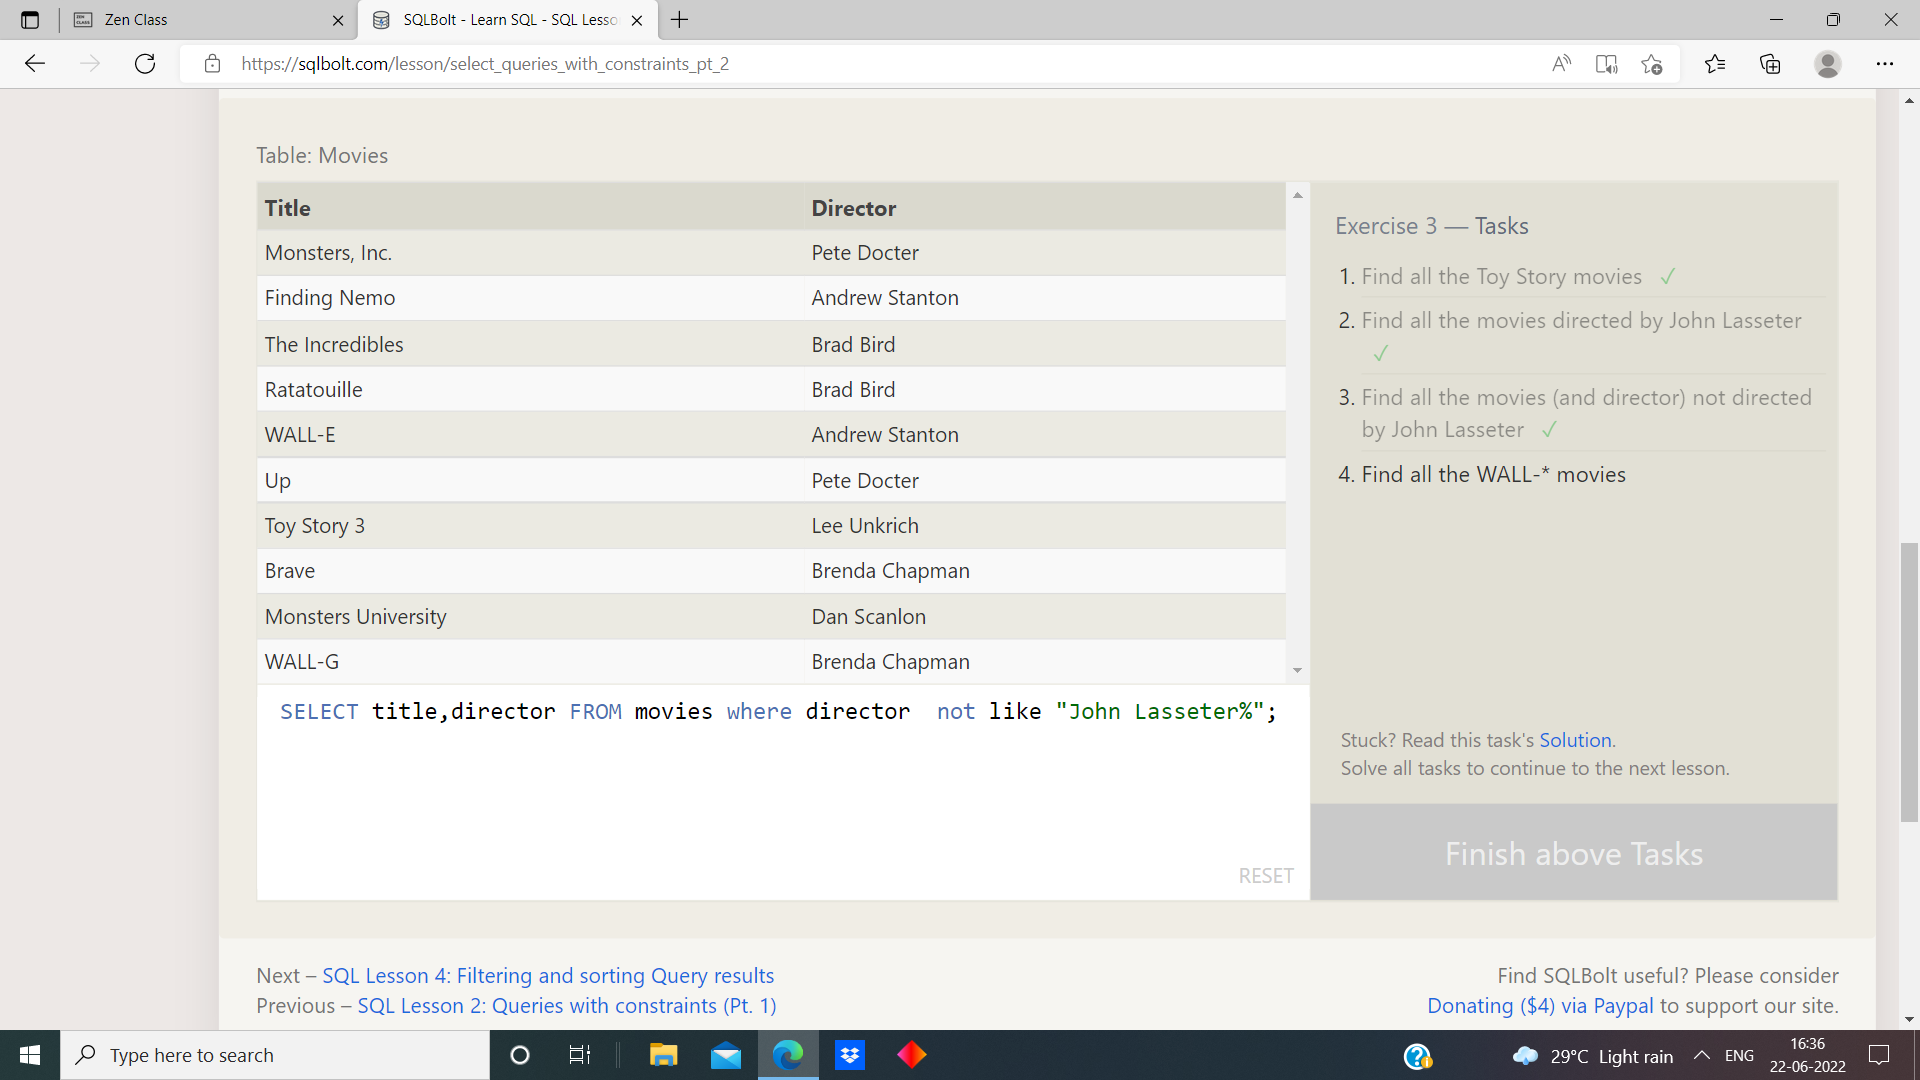 Zen Class
SQLBolt - Learn SQL - SQL Lesso
https://sqlbolt.com/lesson/select_queries_with_constraints_pt_2
Table: Movies
Title Director
Monsters, Inc. Pete Docter
Finding Nemo Andrew Stanton
The Incredibles Brad Bird
Ratatouille Brad Bird
WALL-E Andrew Stanton
Up Pete Docter
Toy Story 3 Lee Unkrich
Brave Brenda Chapman
Monsters University Dan Scanlon
WALL-G Brenda Chapman
SELECT title,director FROM movies where director  not like "John Lasseter%";
RESET
Exercise 3 — Tasks
1. Find all the Toy Story movies ✓
2. Find all the movies directed by John Lasseter
✓
3. Find all the movies (and director) not directed
by John Lasseter ✓
4. Find all the WALL-* movies
Stuck? Read this task's Solution.
Solve all tasks to continue to the next lesson.
Finish above Tasks
Next – SQL Lesson 4: Filtering and sorting Query results
Previous – SQL Lesson 2: Queries with constraints (Pt. 1)
Find SQLBolt useful? Please consider
Donating ($4) via Paypal to support our site.
Type here to search
29°C Light rain
ENG
16:36
22-06-2022